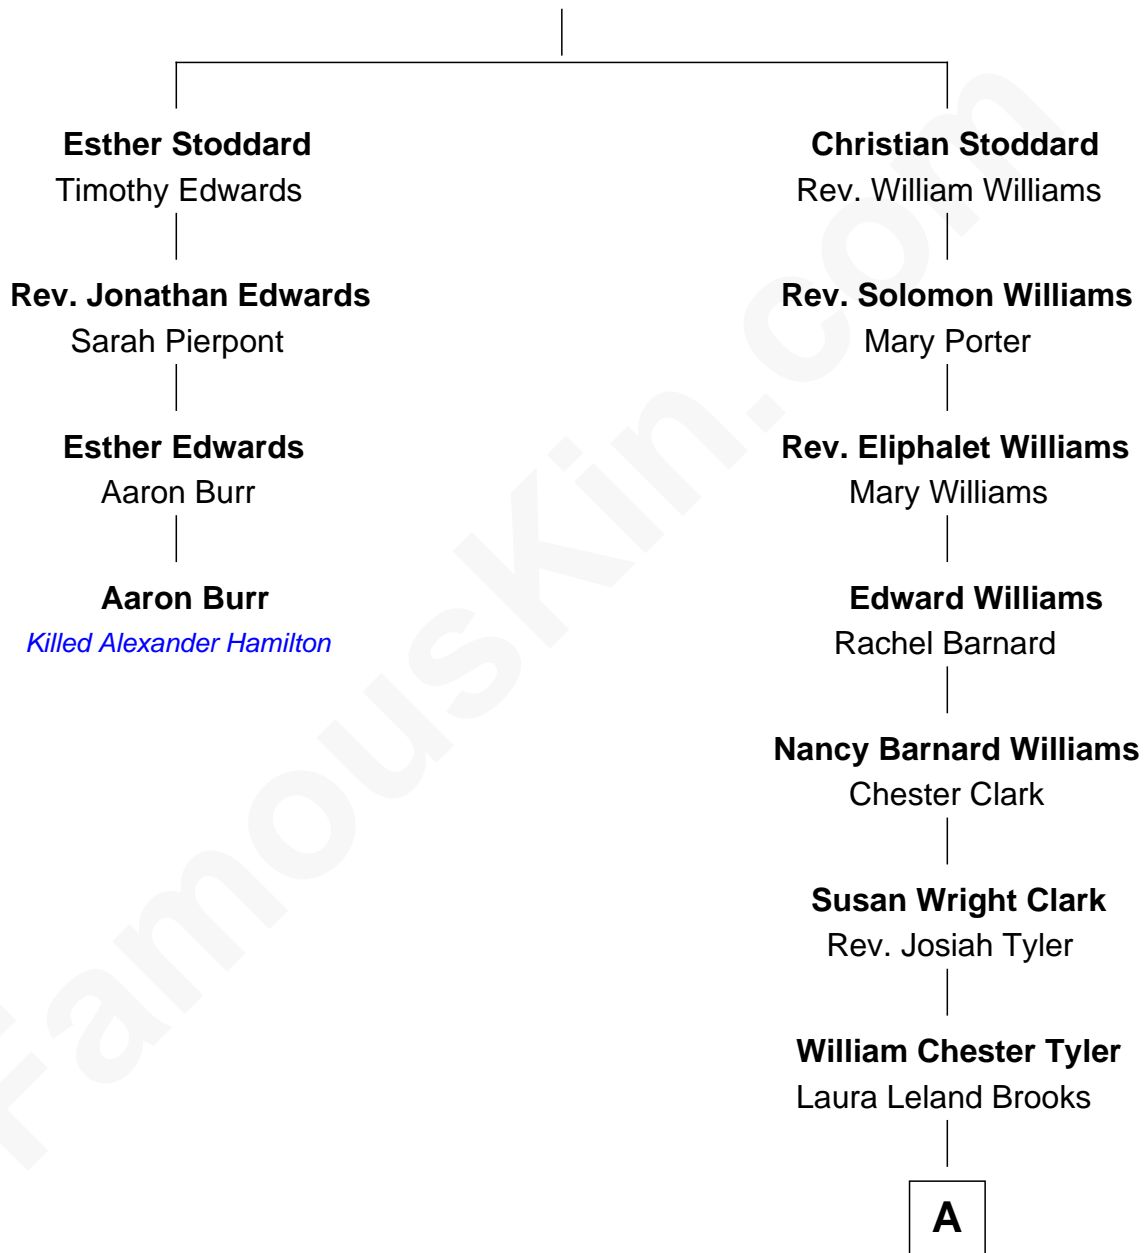 Esther Stoddard
Timothy Edwards
Rev. Jonathan Edwards
Sarah Pierpont
Esther Edwards
Aaron Burr
Aaron Burr
Killed Alexander Hamilton
Christian Stoddard
Rev. William Williams
Rev. Solomon Williams
Mary Porter
Rev. Eliphalet Williams
Mary Williams
Edward Williams
Rachel Barnard
Nancy Barnard Williams
Chester Clark
Susan Wright Clark
Rev. Josiah Tyler
William Chester Tyler
Laura Leland Brooks
A
FamousKin.com